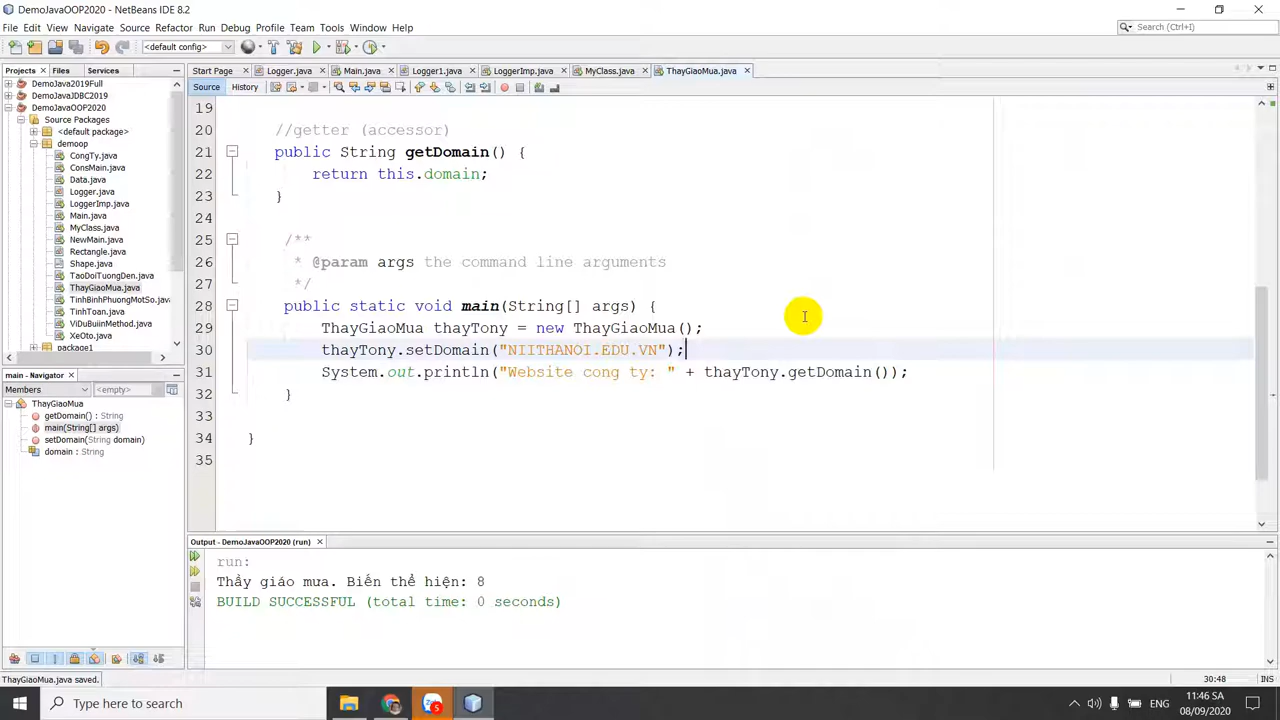 DemoJavaOOP2020 - NetBeans IDE 8.2
File Edit View Navigate Source Refactor Run Debug Profile Team Tools Window Help
Search (Ctrl+I)
<default config>
Projects Files Services
Start Page Logger.java Main.java Logger1.java LoggerImp.java MyClass.java ThayGiaoMua.java
Source History
DemoJava2019Full
DemoJavaJDBC2019
DemoJavaOOP2020
Source Packages
<default package>
demoop
CongTy.java
ConsMain.java
Data.java
Logger.java
LoggerImp.java
Main.java
MyClass.java
NewMain.java
Rectangle.java
Shape.java
TaoDoiTuongDen.java
ThayGiaoMua.java
TinhBinhPhuongMotSo.java
TinhToan.java
ViDuBuiinMethod.java
XeOto.java
package1
19
20 //getter (accessor)
21 public String getDomain() {
22 return this.domain;
23 }
24
25 /**
26 * @param args the command line arguments
27 */
28 public static void main(String[] args) {
29 ThayGiaoMua thayTony = new ThayGiaoMua();
30 thayTony.setDomain("NIITHANOI.EDU.VN");
31 System.out.println("Website cong ty: " + thayTony.getDomain());
32 }
33
34 }
35
main - Navigator
Members <empty>
ThayGiaoMua
getDomain() : String
main(String[] args)
setDomain(String domain)
domain : String
Output - DemoJavaOOP2020 (run)
run:
Thầy giáo mưa. Biến thể hiện: 8
BUILD SUCCESSFUL (total time: 0 seconds)
ThayGiaoMua.java saved.
30:48 INS
Type here to search
5
ENG
11:46 SA
08/09/2020